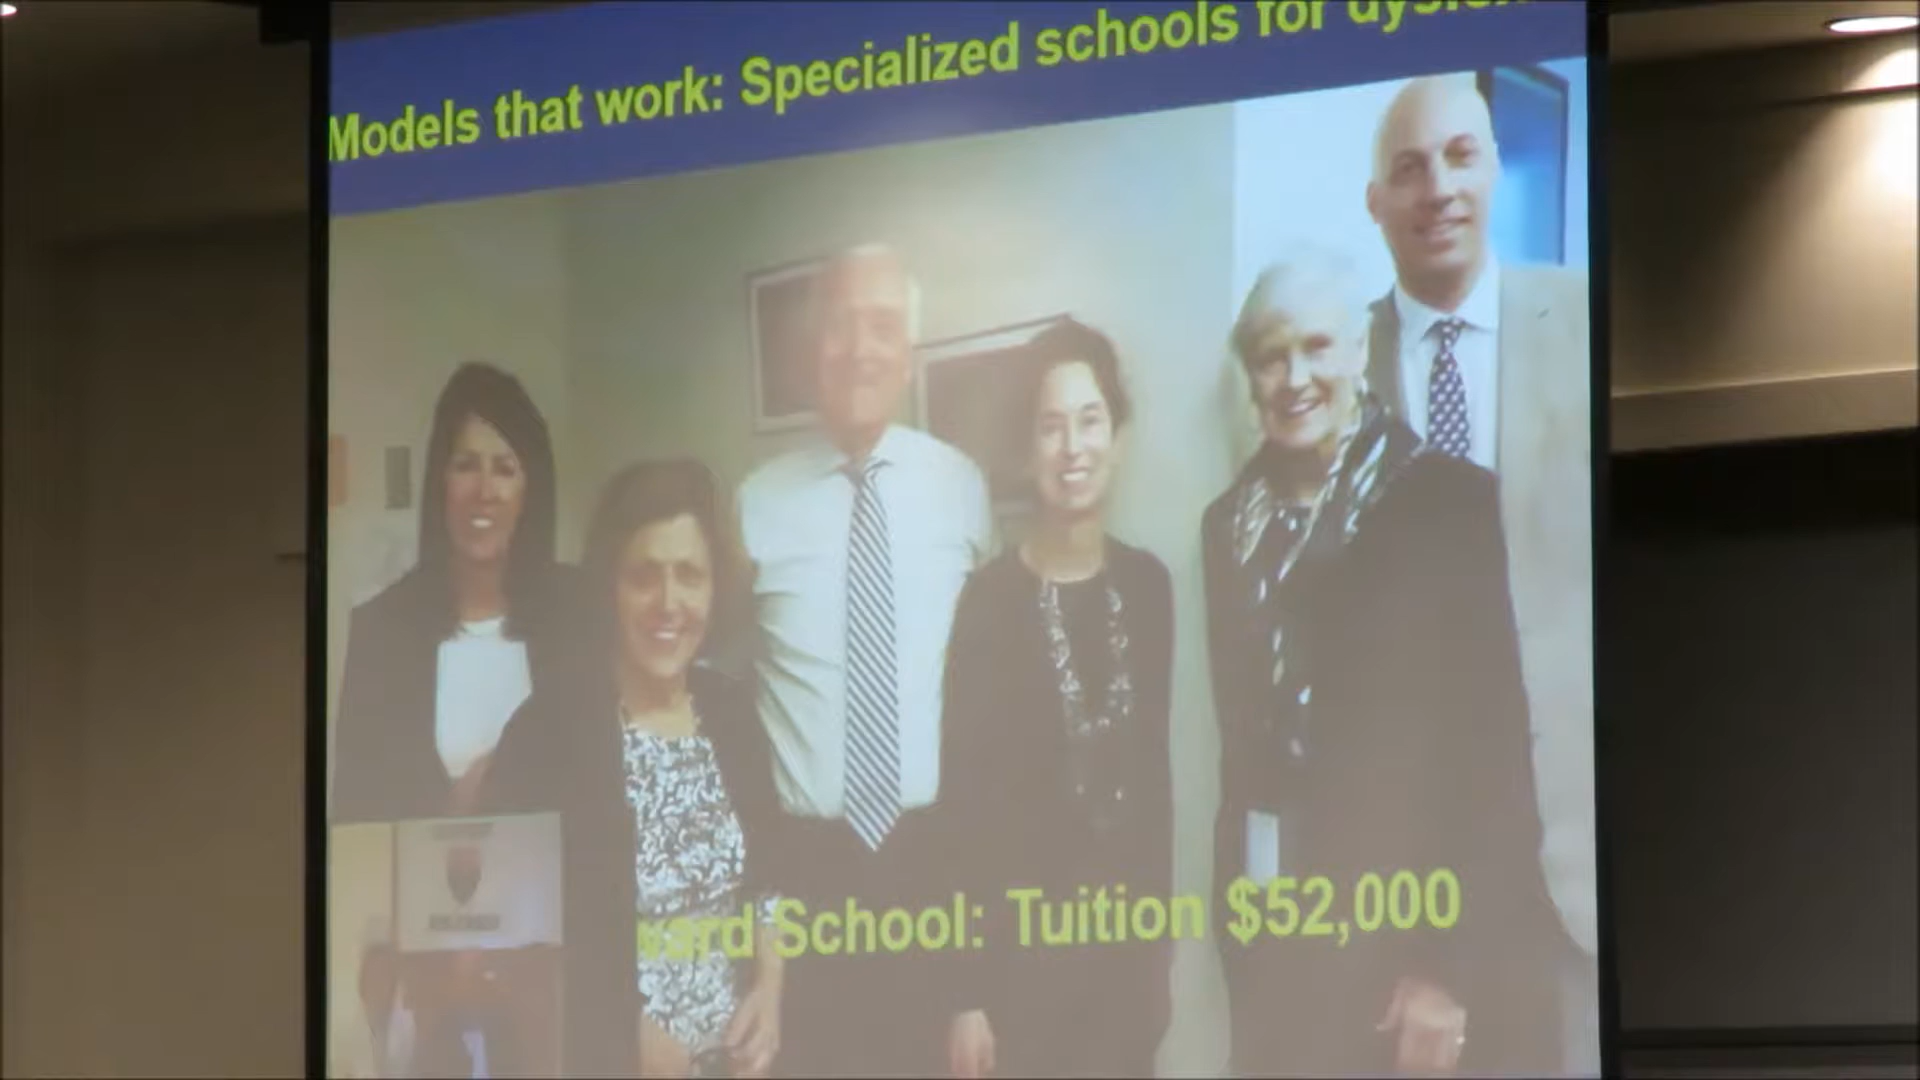 Models that work: Specialized schools for
School: Tuition $52,000